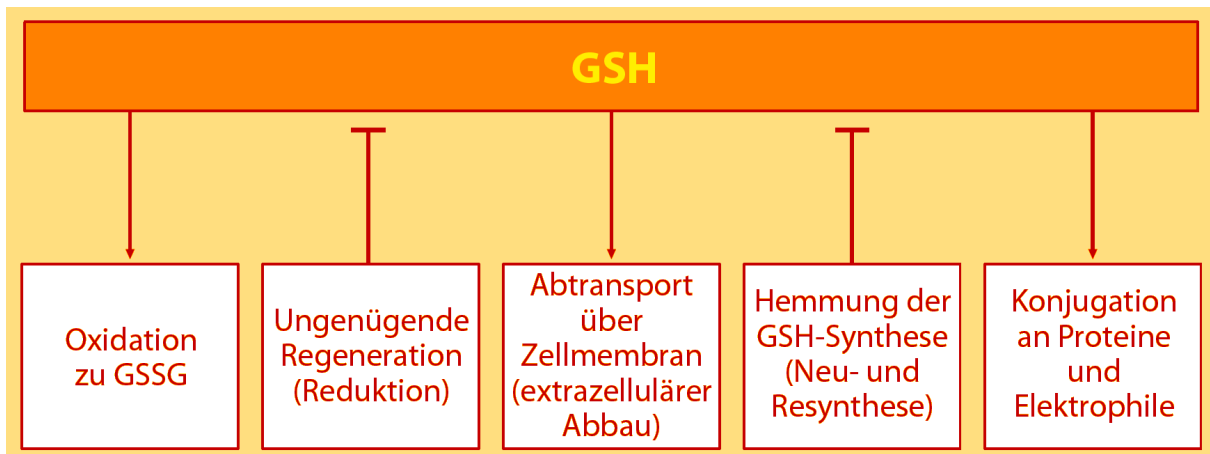 GSH
Oxidation
zu GSSG
Ungenügende
Regeneration
(Reduktion)
Abtransport
über
Zellmembran
(extrazellulärer
Abbau)
Hemmung der
GSH-Synthese
(Neu- und
Resynthese)
Konjugation
an Proteine
und
Elektrophile